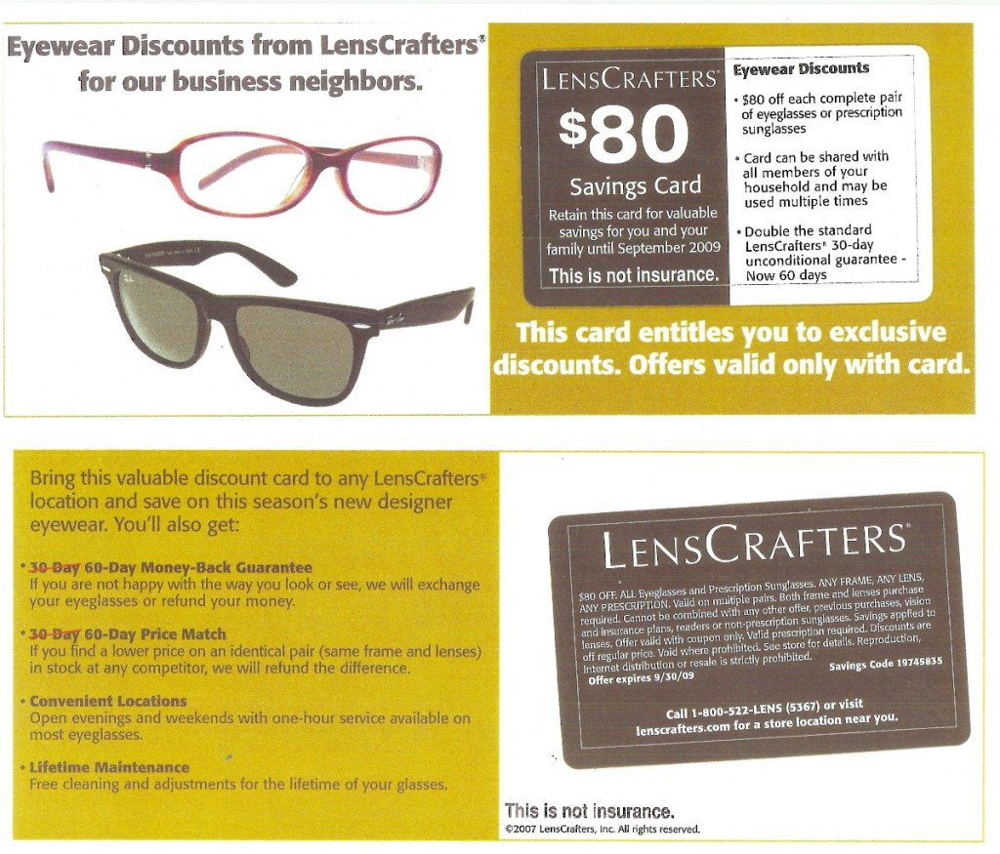 Eyewear Discounts from LensCrafters®
for our business neighbors.
Ray-Ban
Ray-Ban
LENSCRAFTERS®
$80
Savings Card
Retain this card for valuable
savings for you and your
family until September 2009
This is not insurance.
Eyewear Discounts
• $80 off each complete pair
of eyeglasses or prescription
sunglasses
• Card can be shared with
all members of your
household and may be
used multiple times
• Double the standard
LensCrafters® 30-day
unconditional guarantee -
Now 60 days
This card entitles you to exclusive
discounts. Offers valid only with card.
Bring this valuable discount card to any LensCrafters®
location and save on this season's new designer
eyewear. You'll also get:
• 30 Day 60-Day Money-Back Guarantee
If you are not happy with the way you look or see, we will exchange
your eyeglasses or refund your money.
• 30 Day 60-Day Price Match
If you find a lower price on an identical pair (same frame and lenses)
in stock at any competitor, we will refund the difference.
• Convenient Locations
Open evenings and weekends with one-hour service available on
most eyeglasses.
• Lifetime Maintenance
Free cleaning and adjustments for the lifetime of your glasses.
LENSCRAFTERS®
$80 OFF. ALL Eyeglasses and Prescription Sunglasses. ANY FRAME, ANY LENS,
ANY PRESCRIPTION. Valid on multiple pairs. Both frame and lenses purchase
required. Cannot be combined with any other offer, previous purchases, vision
and insurance plans, readers or non-prescription sunglasses. Savings applied to
lenses. Offer valid with coupon only. Valid prescription required. Discounts are
off regular price. Void where prohibited. See store for details. Reproduction,
Internet distribution or resale is strictly prohibited.
Offer expires 9/30/09
Savings Code 19745835
Call 1-800-522-LENS (5367) or visit
lenscrafters.com for a store location near you.
This is not insurance.
©2007 LensCrafters, Inc. All rights reserved.